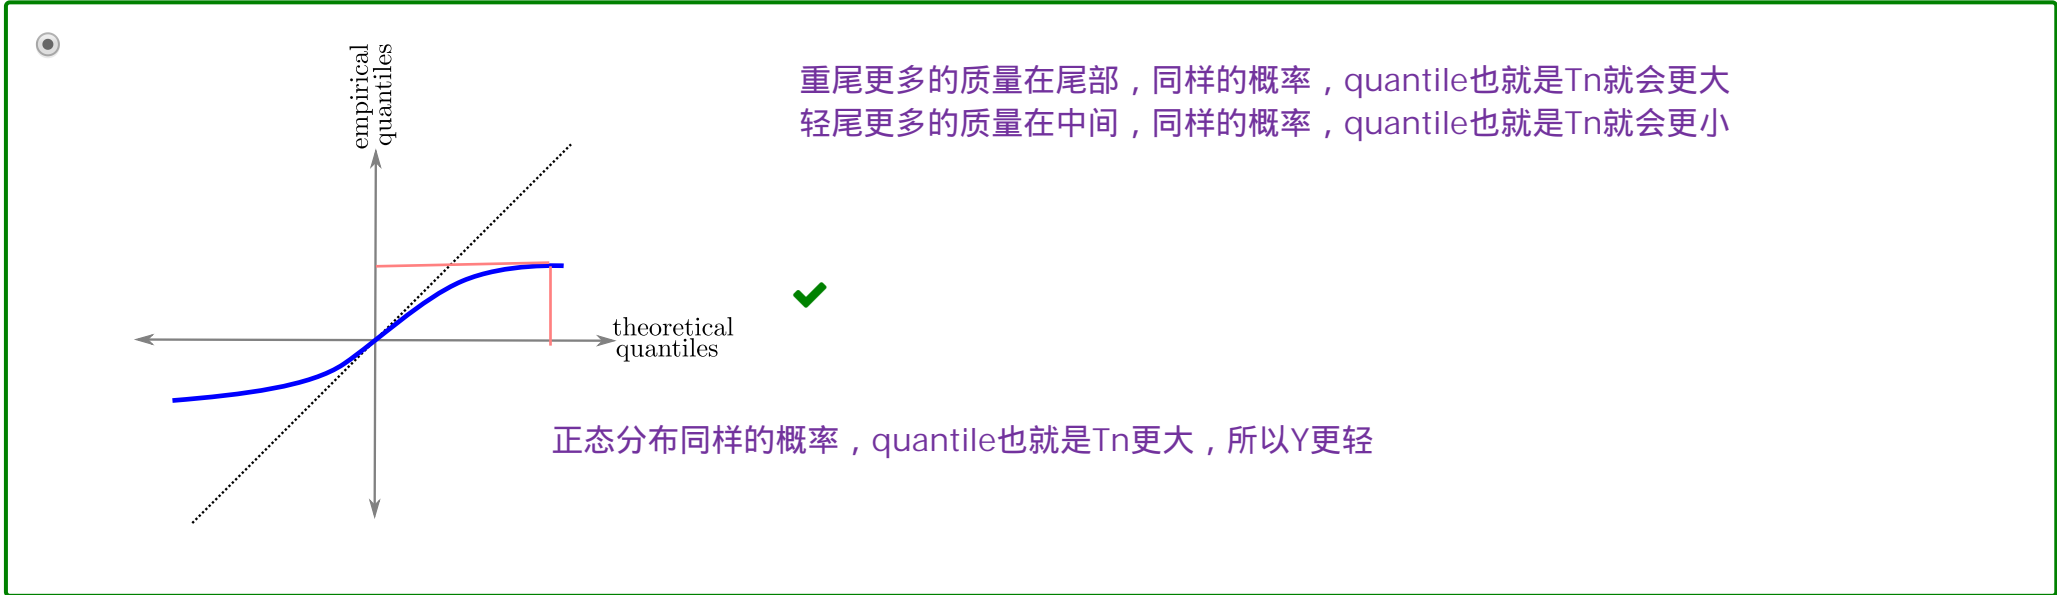 empirical
quantiles
重尾更多的质量在尾部，同样的概率，quantile也就是Tn就会更大
轻尾更多的质量在中间，同样的概率，quantile也就是Tn就会更小
theoretical
quantiles
正态分布同样的概率，quantile也就是Tn更大，所以Y更轻